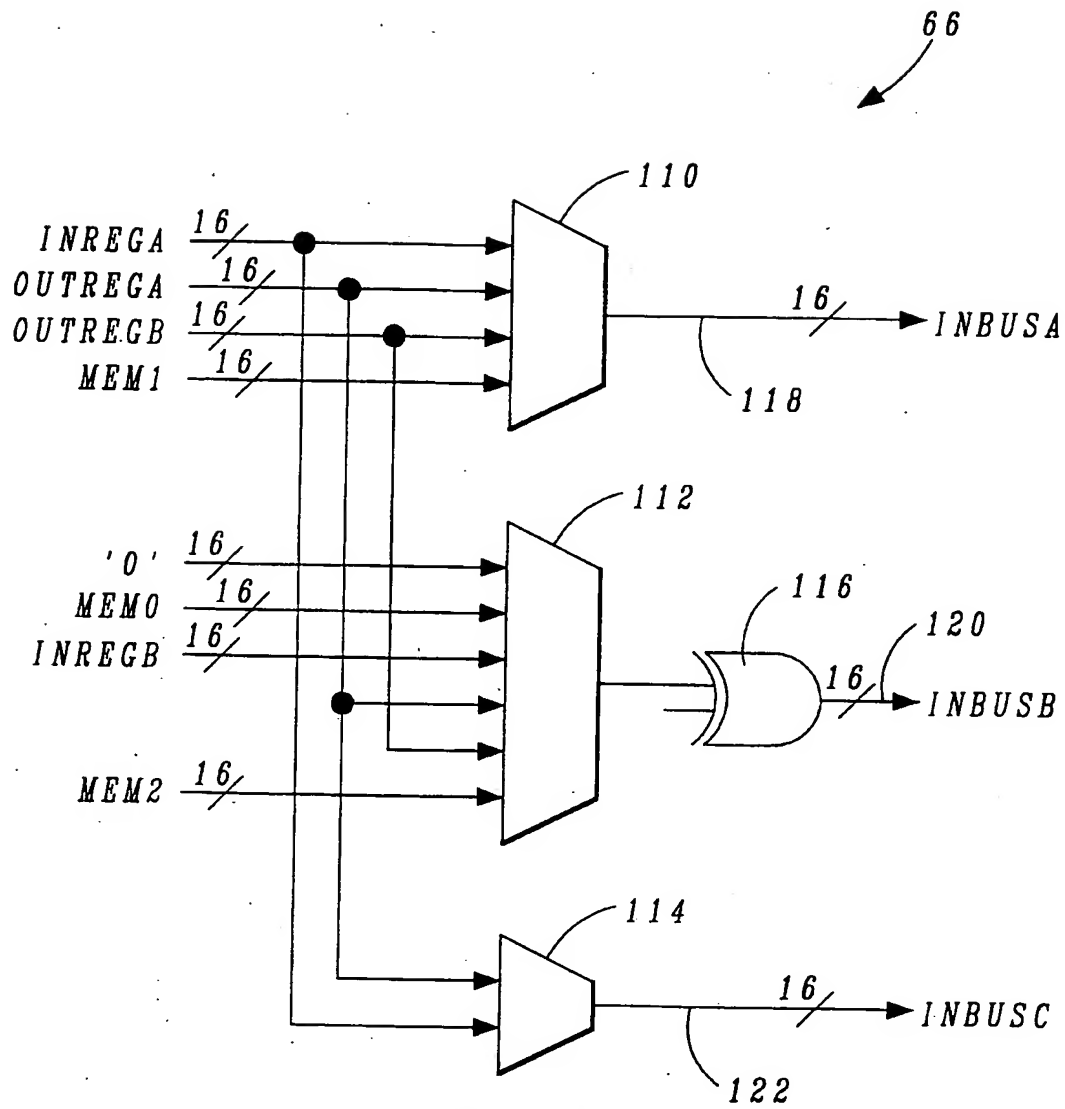 66
110
INREGA 16
OUTREGA 16
OUTREGB 16
MEM1 16
16 INBUSA
118
112
'0' 16
MEM0 16
INREGB 16
MEM2 16
116
120
16 INBUSB
114
16 INBUSC
122